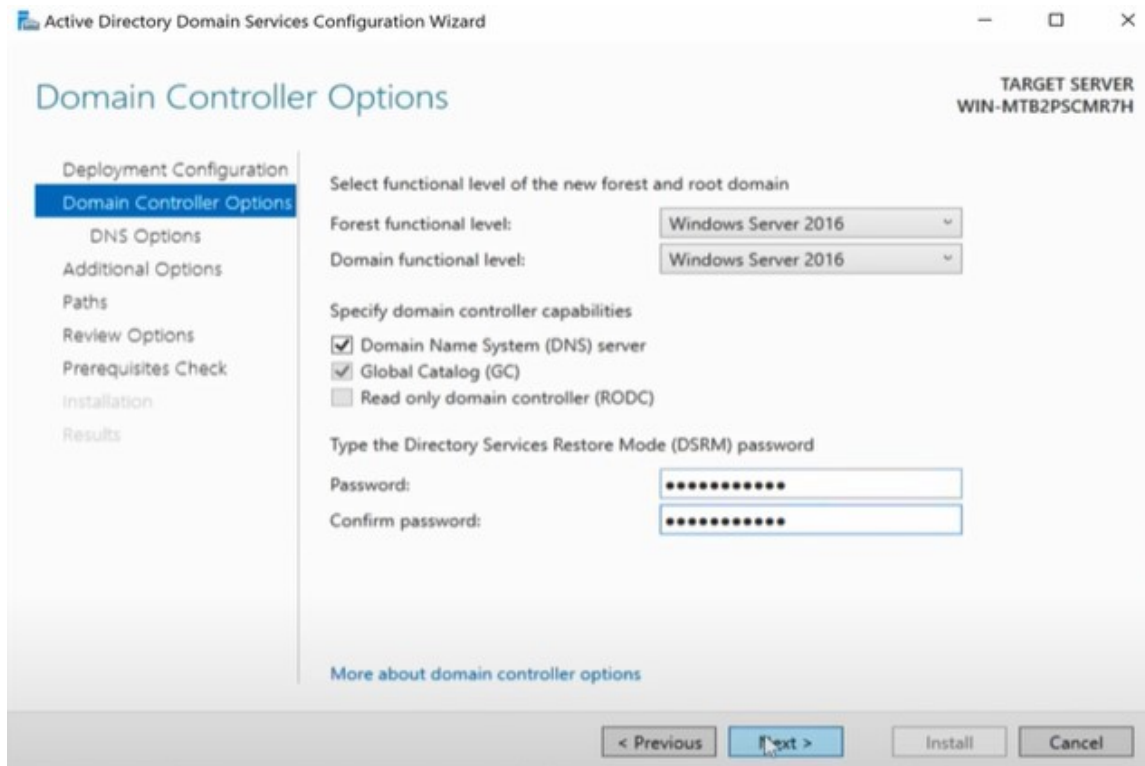 Active Directory Domain Services Configuration Wizard
Domain Controller Options
TARGET SERVER
WIN-MTB2PSCMR7H
Deployment Configuration
Domain Controller Options
DNS Options
Additional Options
Paths
Review Options
Prerequisites Check
Installation
Results
Select functional level of the new forest and root domain
Forest functional level: Windows Server 2016
Domain functional level: Windows Server 2016
Specify domain controller capabilities
Domain Name System (DNS) server
Global Catalog (GC)
Read only domain controller (RODC)
Type the Directory Services Restore Mode (DSRM) password
Password: •••••••••••
Confirm password: •••••••••••
More about domain controller options
< Previous Next > Install Cancel